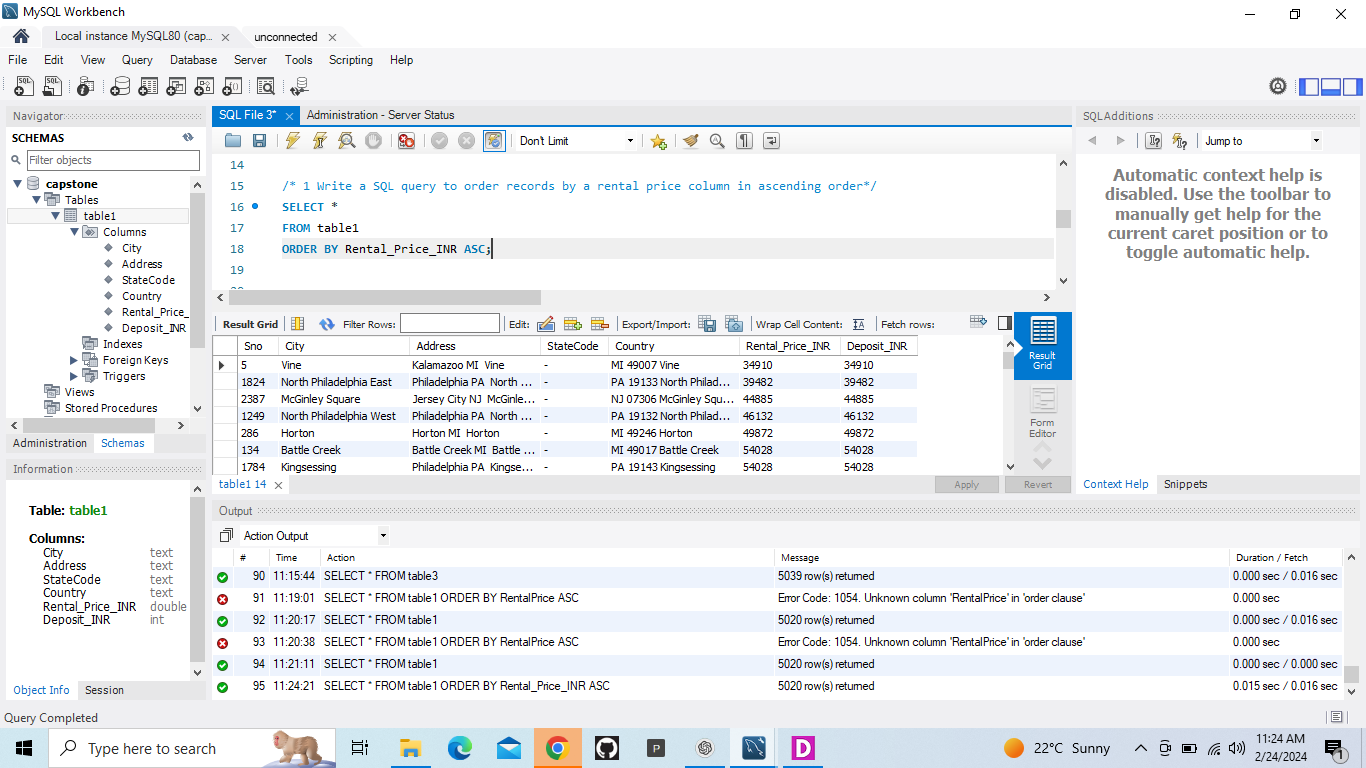 MySQL Workbench
Local instance MySQL80 (cap... unconnected
File Edit View Query Database Server Tools Scripting Help
Navigator
SCHEMAS
Filter objects
capstone
Tables
table1
Columns
City
Address
StateCode
Country
Rental_Price_
Deposit_INR
Indexes
Foreign Keys
Triggers
Views
Stored Procedures
Administration Schemas
Information
Table: table1
Columns:
City text
Address text
StateCode text
Country text
Rental_Price_INR double
Deposit_INR int
Object Info Session
SQL File 3* Administration - Server Status
Don't Limit
14
15 /* 1 Write a SQL query to order records by a rental price column in ascending order*/
16 SELECT *
17 FROM table1
18 ORDER BY Rental_Price_INR ASC;
19
Result Grid Filter Rows: Edit: Export/Import: Wrap Cell Content: Fetch rows:
Sno City Address StateCode Country Rental_Price_INR Deposit_INR
5 Vine Kalamazoo MI Vine - MI 49007 Vine 34910 34910
1824 North Philadelphia East Philadelphia PA North ... - PA 19133 North Philad... 39482 39482
2387 McGinley Square Jersey City NJ McGinle... - NJ 07306 McGinley Squ... 44885 44885
1249 North Philadelphia West Philadelphia PA North ... - PA 19132 North Philad... 46132 46132
286 Horton Horton MI Horton - MI 49246 Horton 49872 49872
134 Battle Creek Battle Creek MI Battle ... - MI 49017 Battle Creek 54028 54028
1784 Kingsessing Philadelphia PA Kingse... - PA 19143 Kingsessing 54028 54028
Result
Grid
Form
Editor
table1 14 Apply Revert
SQLAdditions
Jump to
Automatic context help is
disabled. Use the toolbar to
manually get help for the
current caret position or to
toggle automatic help.
Context Help Snippets
Output
Action Output
# Time Action Message Duration / Fetch
90 11:15:44 SELECT * FROM table3 5039 row(s) returned 0.000 sec / 0.016 sec
91 11:19:01 SELECT * FROM table1 ORDER BY RentalPrice ASC Error Code: 1054. Unknown column 'RentalPrice' in 'order clause' 0.000 sec
92 11:20:17 SELECT * FROM table1 5020 row(s) returned 0.000 sec / 0.016 sec
93 11:20:38 SELECT * FROM table1 ORDER BY RentalPrice ASC Error Code: 1054. Unknown column 'RentalPrice' in 'order clause' 0.000 sec
94 11:21:11 SELECT * FROM table1 5020 row(s) returned 0.000 sec / 0.000 sec
95 11:24:21 SELECT * FROM table1 ORDER BY Rental_Price_INR ASC 5020 row(s) returned 0.015 sec / 0.016 sec
Query Completed
Type here to search
P
D
22°C Sunny
11:24 AM
2/24/2024
1